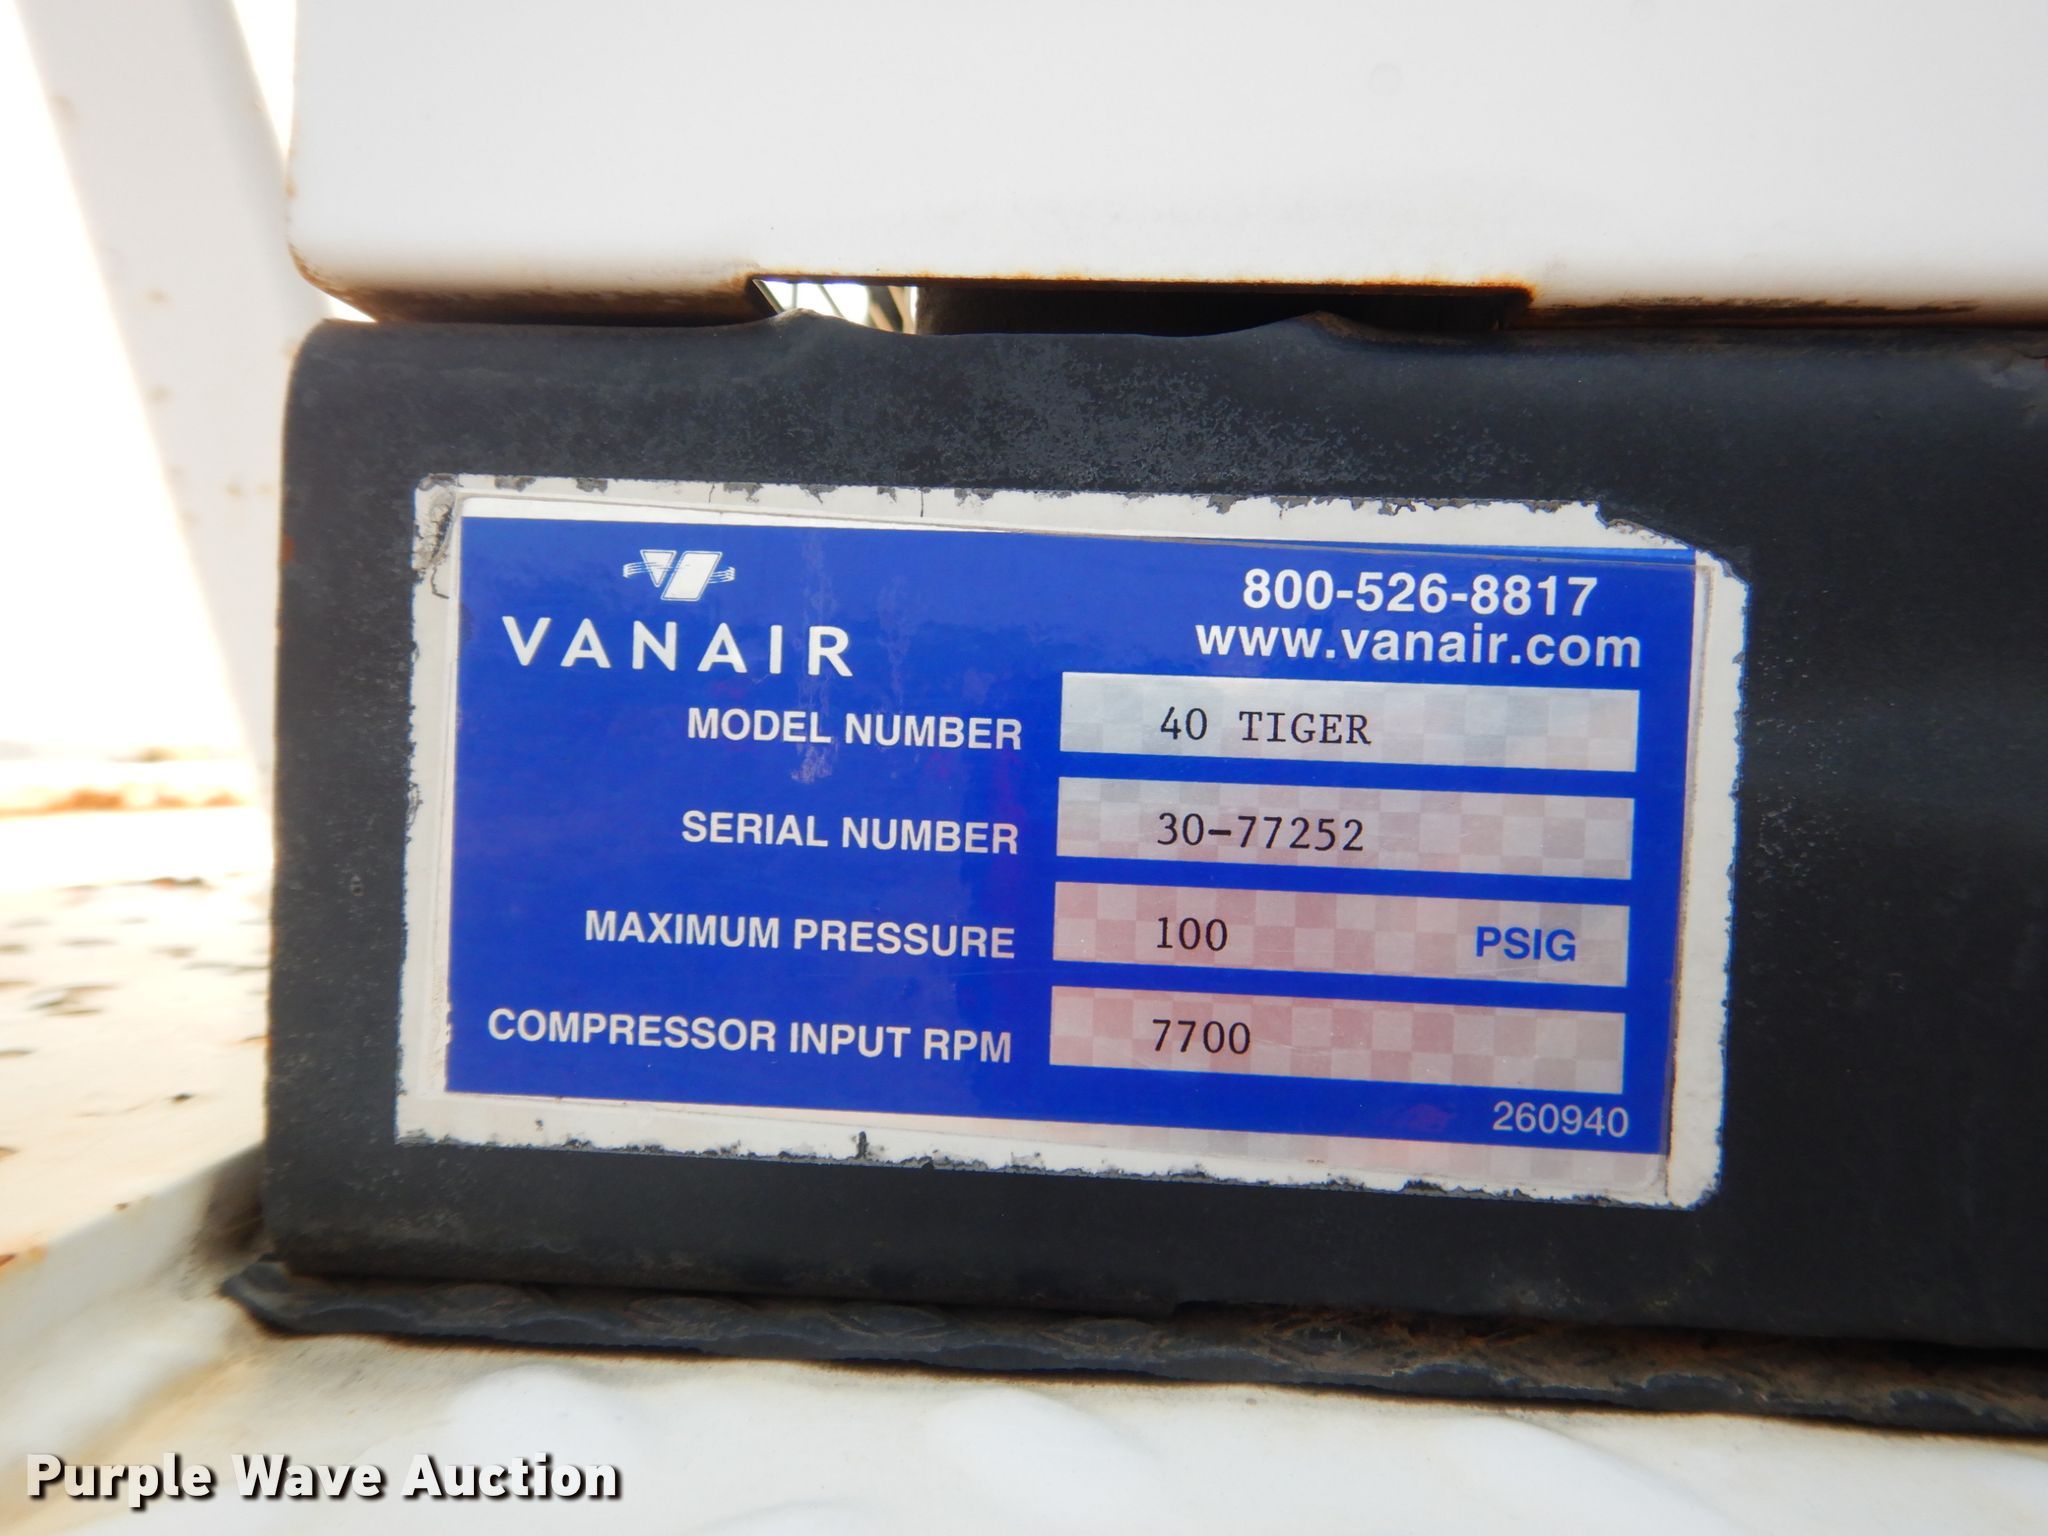 VANAIR
800-526-8817
www.vanair.com
MODEL NUMBER 40 TIGER
SERIAL NUMBER 30-77252
MAXIMUM PRESSURE 100 PSIG
COMPRESSOR INPUT RPM 7700
260940
Purple Wave Auction